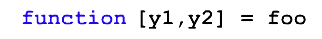 function [y1,y2] = foo